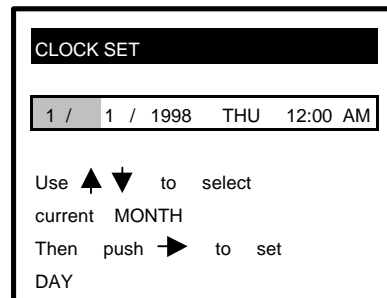 CLOCK SET
1 / 1 / 1998 THU 12:00 AM
Use ▲ ▼ to select
current MONTH
Then push ➔ to set
DAY